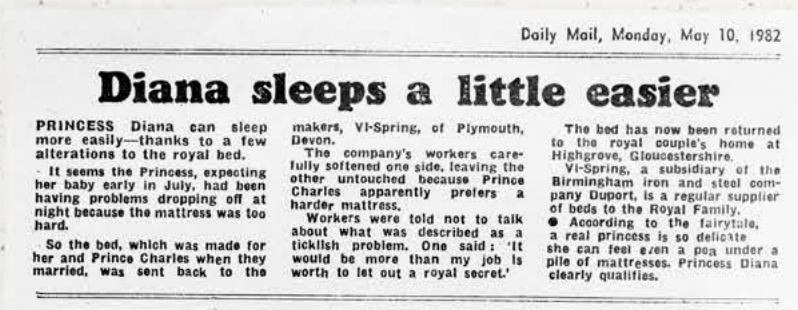 Daily Mail, Monday, May 10, 1982
Diana sleeps a little easier
PRINCESS Diana can sleep
more easily—thanks to a few
alterations to the royal bed.
It seems the Princess, expecting
her baby early in July, had been
having problems dropping off at
night because the mattress was too
hard.
So the bed, which was made for
her and Prince Charles when they
married, was sent back to the
makers, Vi-Spring, of Plymouth,
Devon.
The company's workers care-
fully softened one side, leaving the
other untouched because Prince
Charles apparently prefers a
harder mattress.
Workers were told not to talk
about what was described as a
ticklish problem. One said: 'It
would be more than my job is
worth to let out a royal secret.'
The bed has now been returned
to the royal couple's home at
Highgrove, Gloucestershire.
Vi-Spring, a subsidiary of the
Birmingham iron and steel com-
pany Duport, is a regular supplier
of beds to the Royal Family.
● According to the fairytale,
a real princess is so delicate
she can feel even a pea under a
pile of mattresses. Princess Diana
clearly qualifies.